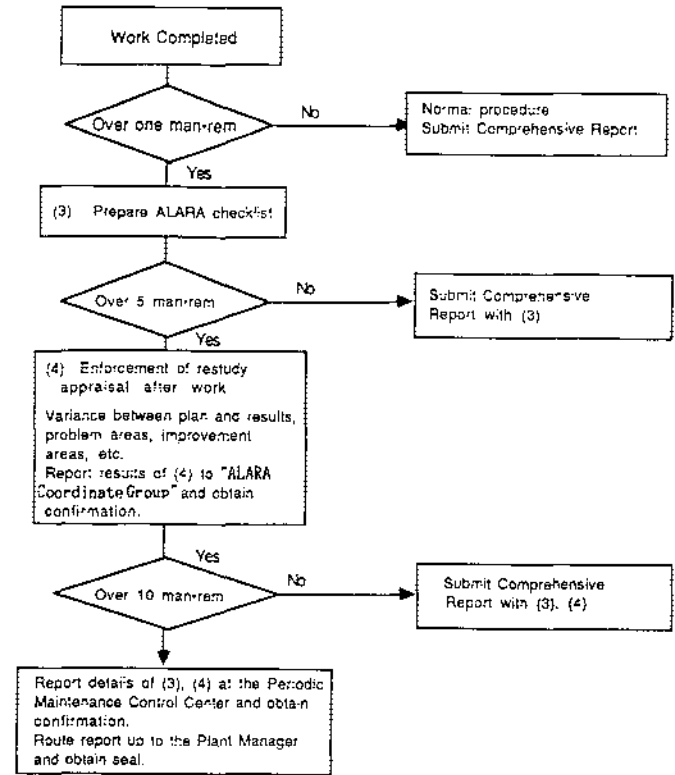 Work Completed
Over one man-rem
No
Normal procedure
Submit Comprehensive Report
Yes
(3) Prepare ALARA checklist
Over 5 man-rem
No
Submit Comprehensive
Report with (3)
Yes
(4) Enforcement of restudy
appraisal after work
Variance between plan and results,
problem areas, improvement
areas, etc.
Report results of (4) to "ALARA
Coordinate Group" and obtain
confirmation.
Yes
Over 10 man-rem
No
Submit Comprehensive
Report with (3), (4)
Report details of (3), (4) at the Periodic
Maintenance Control Center and obtain
confirmation.
Route report up to the Plant Manager
and obtain seal.